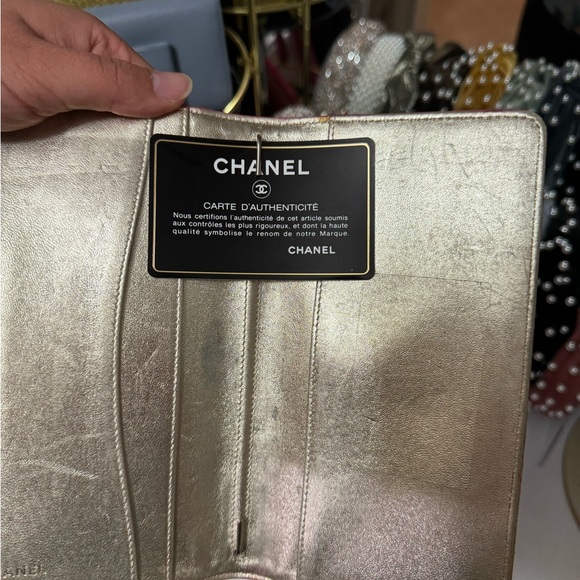 CHANEL
CARTE D'AUTHENTICITÉ
Nous certifions l'authenticité de cet article soumis
aux contrôles les plus rigoureux, et dont la haute
qualité symbolise le renom de notre Marque.
CHANEL
ANEL